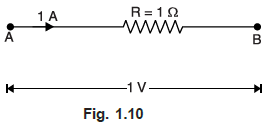 1 A
R = 1 Ω
A
B
1 V
Fig. 1.10